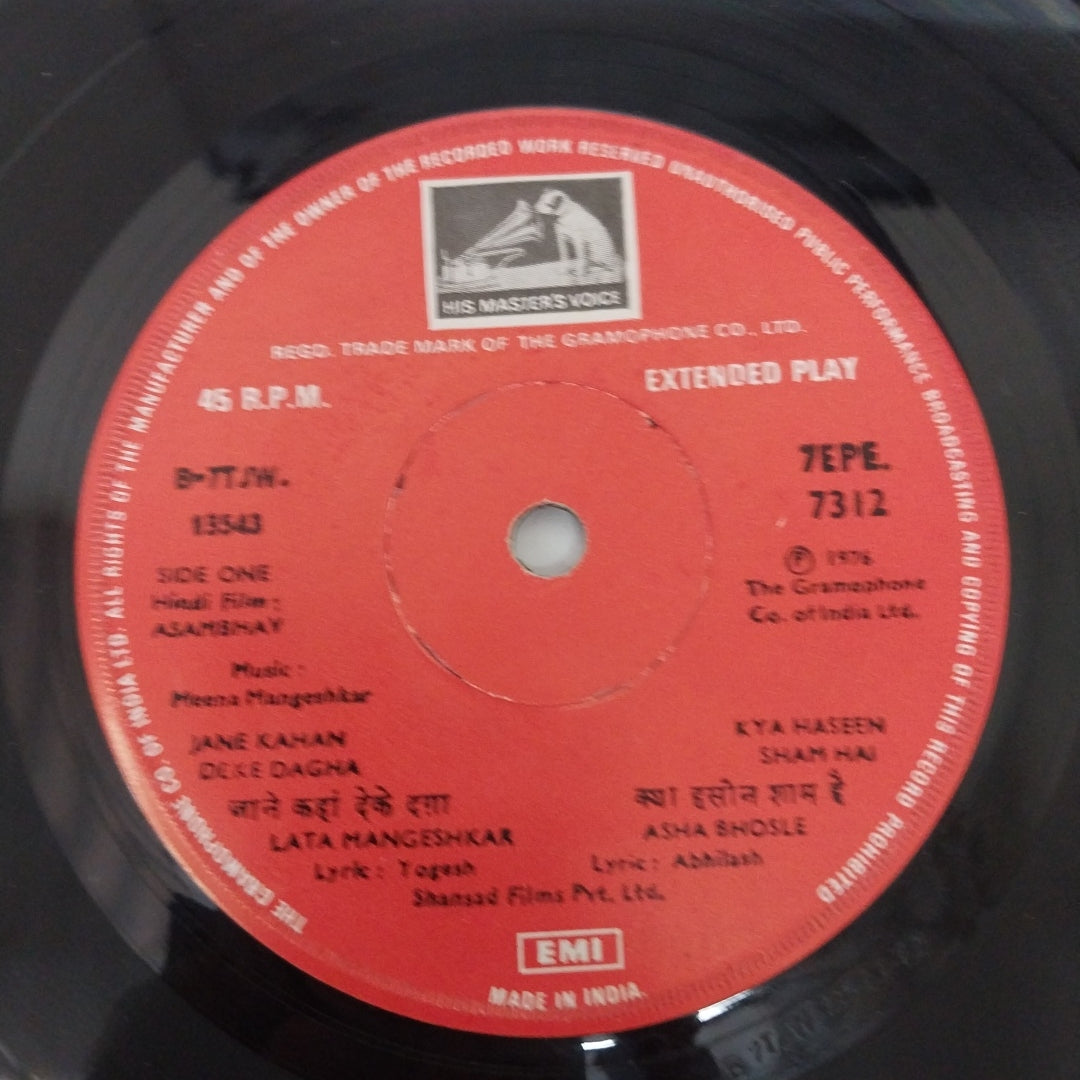 THE GRAMOPHONE CO. OF INDIA LTD. ALL RIGHTS OF THE MANUFACTURER AND OF THE OWNER OF THE RECORDED WORK RESERVED UNAUTHORISED PUBLIC PERFORMANCE BROADCASTING AND COPYING OF THIS RECORD PROHIBITED
HIS MASTER'S VOICE
REGD. TRADE MARK OF THE GRAMOPHONE CO., LTD.
45 R.P.M.
EXTENDED PLAY
7EPE.
7312
13543
SIDE ONE
Hindi Film :
ASAMBHAV
℗ 1976
The Gramophone
Co. of India Ltd.
Music :
Meena Mangeshkar
JANE KAHAN
DEKE DAGHA
जाने कहां देके दग़ा
LATA MANGESHKAR
Lyric : Yogesh
KYA HASEEN
SHAM HAI
क्या हसीन शाम है
ASHA BHOSLE
Lyric : Abhilash
Shansad Films Pvt. Ltd.
EMI
MADE IN INDIA